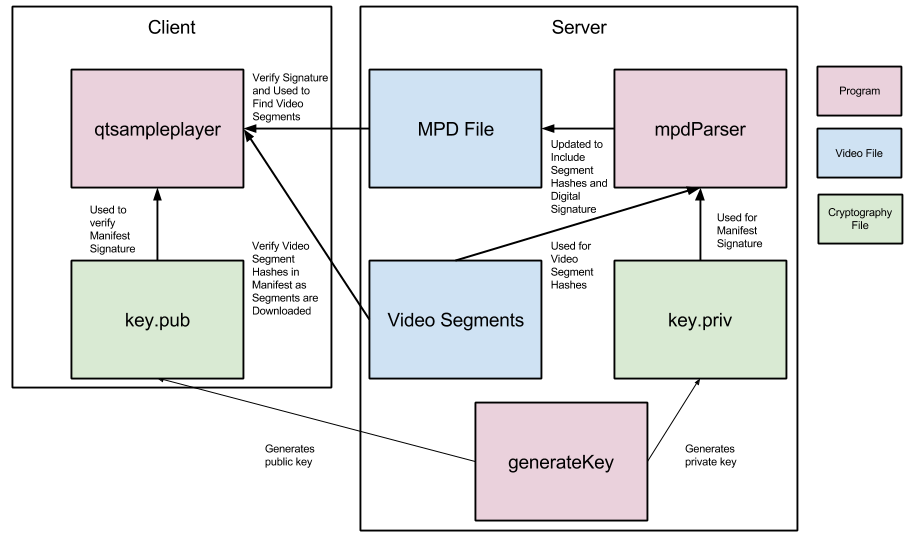 Client
Server
qtsampleplayer
Verify Signature
and Used to
Find Video
Segments
MPD File
mpdParser
Program
Video File
Cryptography
File
Updated to
Include
Segment
Hashes and
Digital
Signature
Used to
verify
Manifest
Signature
Verify Video
Segment
Hashes in
Manifest as
Segments are
Downloaded
Used for
Video
Segment
Hashes
Used for
Manifest
Signature
key.pub
Video Segments
key.priv
Generates
public key
generateKey
Generates
private key